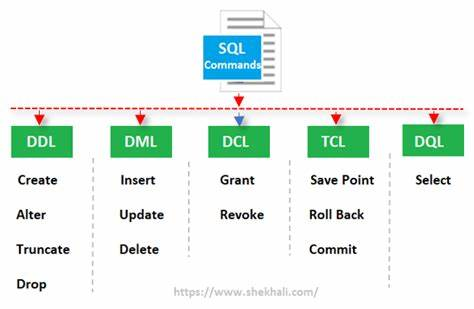 SQL
Commands
DDL
DML
DCL
TCL
DQL
Create
Insert
Grant
Save Point
Select
Alter
Update
Revoke
Roll Back
Truncate
Delete
Commit
Drop
https://www.shekhali.com/